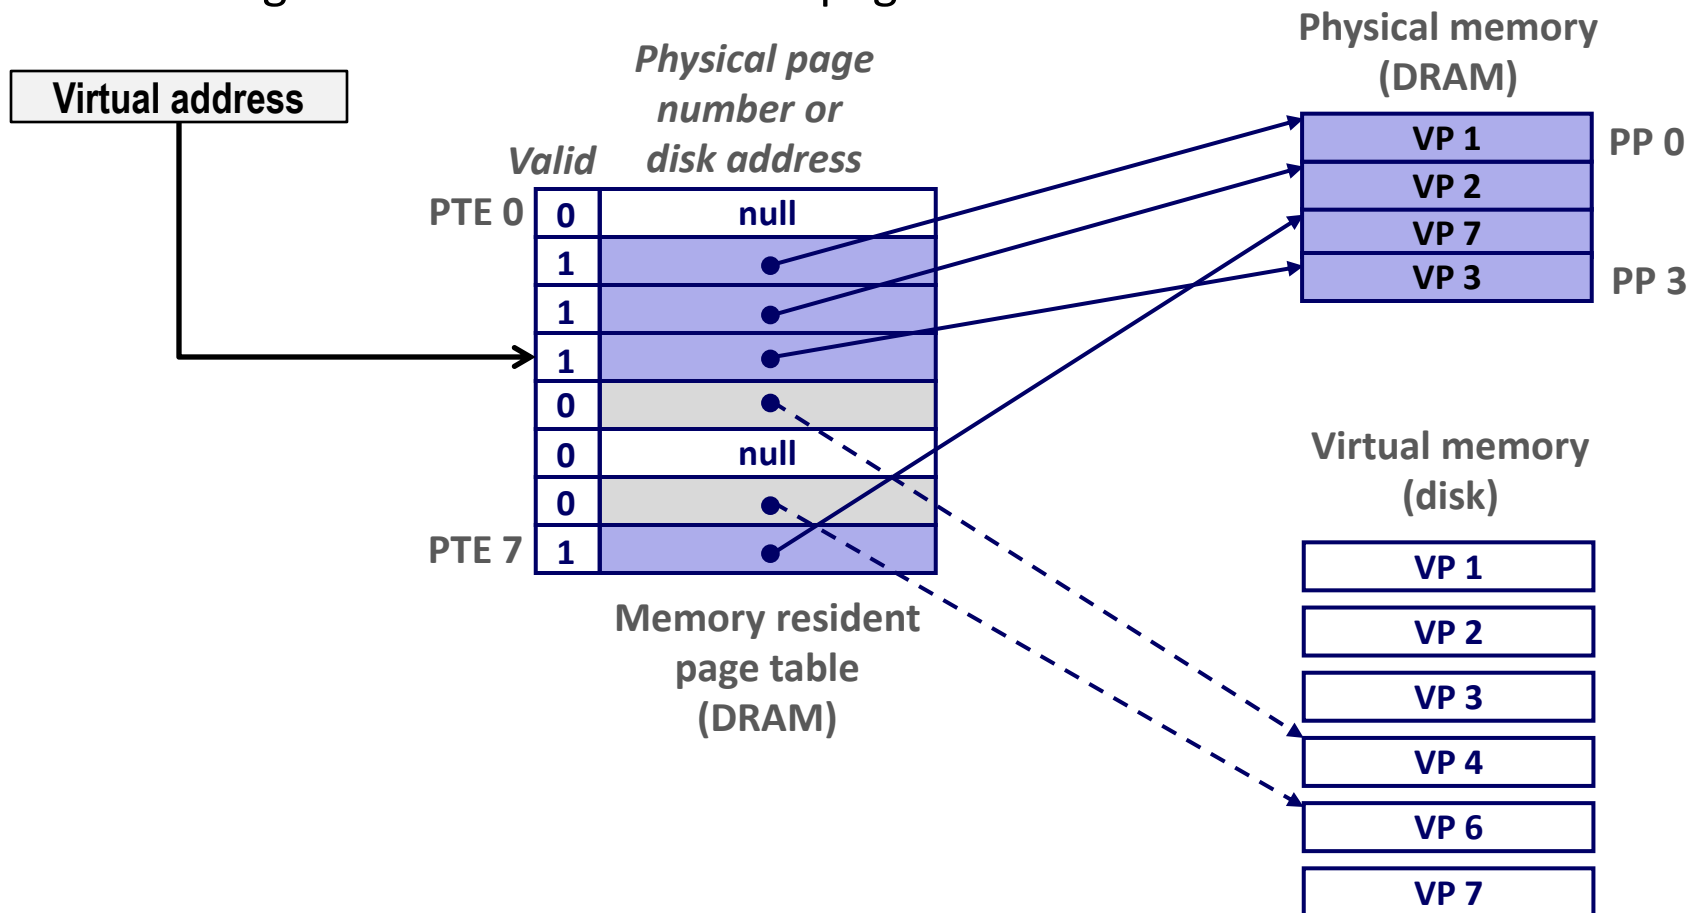 Virtual address
Physical page
number or
disk address
Valid
PTE 0
0
null
1
1
1
0
0
null
0
PTE 7
1
Memory resident
page table
(DRAM)
Physical memory
(DRAM)
VP 1
PP 0
VP 2
VP 7
VP 3
PP 3
Virtual memory
(disk)
VP 1
VP 2
VP 3
VP 4
VP 6
VP 7